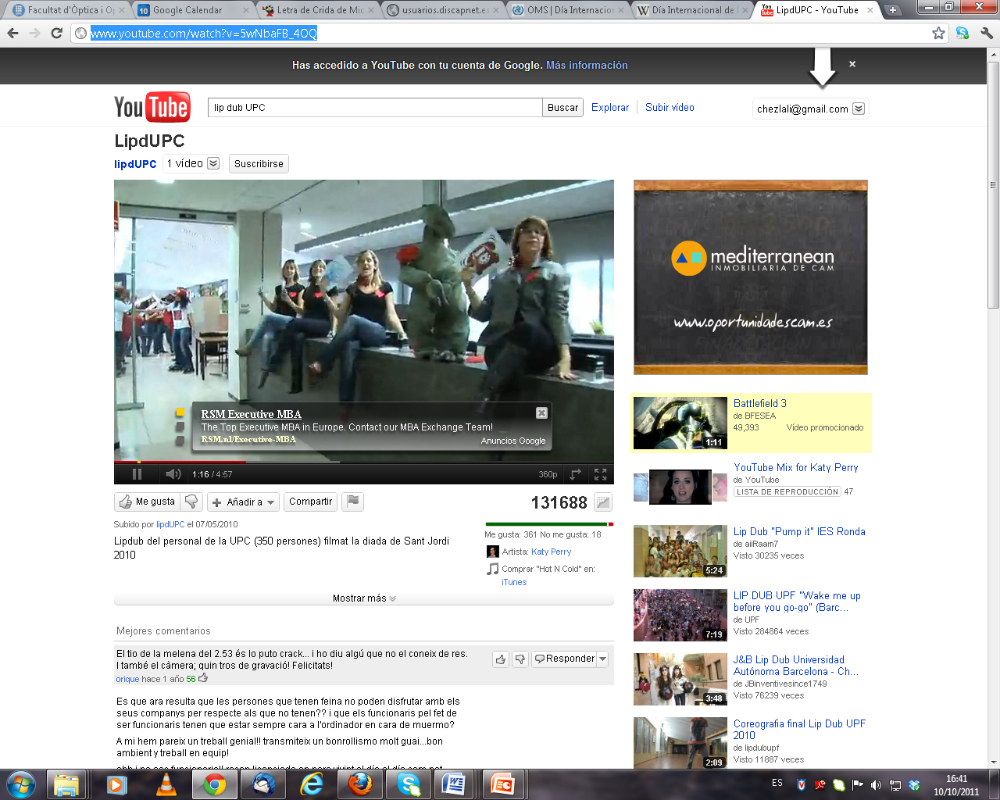 Facultat d'Òptica i Op
Google Calendar
Letra de Crida de Mic
usuarios.discapnet.es
OMS | Día Internacion
Día Internacional de l
LipdUPC - YouTube
www.youtube.com/watch?v=5wNbaFB_4OQ
Has accedido a YouTube con tu cuenta de Google. Más información
YouTube
lip dub UPC
Buscar
Explorar
Subir vídeo
chezlali@gmail.com
LipdUPC
lipdUPC
1 vídeo
Suscribirse
mediterranean
INMOBILIARIA DE CAM
www.oportunidadescam.es
RSM Executive MBA
The Top Executive MBA in Europe. Contact our MBA Exchange Team!
RSM.nl/Executive-MBA
Anuncios Google
1:16 / 4:57
360p
Me gusta
Añadir a
Compartir
131688
Subido por lipdUPC el 07/05/2010
Lipdub del personal de la UPC (350 persones) filmat la diada de Sant Jordi
2010
Me gusta: 361 No me gusta: 18
Artista: Katy Perry
Comprar "Hot N Cold" en:
iTunes
Mostrar más
Mejores comentarios
El tio de la melena del 2.53 és lo puto crack... i ho diu algú que no el coneix de res.
I també el càmera; quin tros de gravació! Felicitats!
orique hace 1 año 56
Responder
Es que ara resulta que les persones que tenen feina no poden disfrutar amb els
seus companys per respecte als que no tenen?? i que els funcionaris pel fet de
ser funcionaris ténen que estar sempre cara a l'ordinador en cara de muermo?
A mi hem pareix un treball genial!! transmiteix un bonrollismo molt guai...bon
ambient y treball en equip!
Battlefield 3
de BFESEA
49,393
Vídeo promocionado
1:11
YouTube Mix for Katy Perry
de YouTube
LISTA DE REPRODUCCIÓN 47
Lip Dub "Pump it" IES Ronda
de aiiRaam7
Visto 30235 veces
5:24
LIP DUB UPF "Wake me up
before you go-go" (Barc...
de UPF
Visto 284864 veces
7:19
J&B Lip Dub Universidad
Autónoma Barcelona - Ch...
de JBinventivesince1749
Visto 76239 veces
3:48
Coreografia final Lip Dub UPF
2010
de lipdubupf
Visto 11887 veces
2:09
ES
16:41
10/10/2011